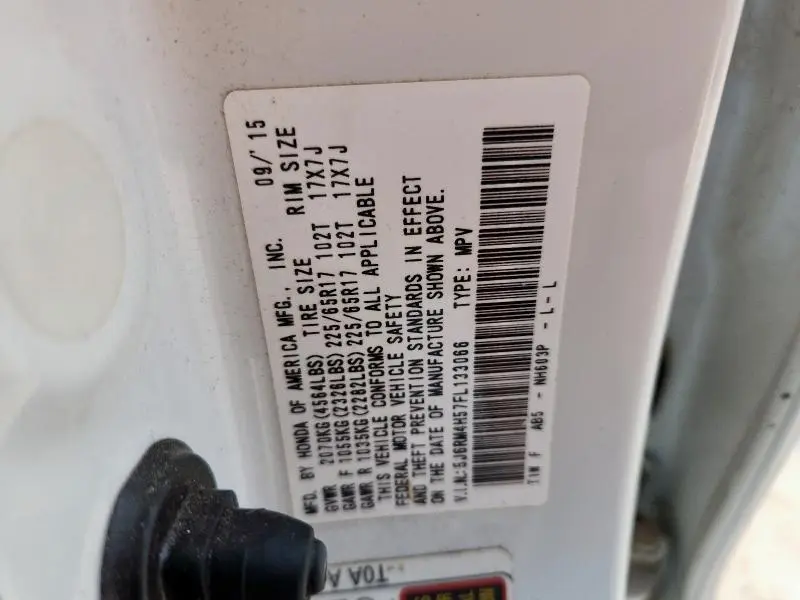 MFD. BY HONDA OF AMERICA MFG., INC. 09/'15
GVWR 2070KG(4564LBS) TIRE SIZE RIM SIZE
GAWR F 1055KG(2326LBS)225/65R17 102T 17X7J
GAWR R 1035KG(2282LBS)225/65R17 102T 17X7J
THIS VEHICLE CONFORMS TO ALL APPLICABLE
FEDERAL MOTOR VEHICLE SAFETY
AND THEFT PREVENTION STANDARDS IN EFFECT
ON THE DATE OF MANUFACTURE SHOWN ABOVE.
V.I.N.:5J6RM4H57FL133066 TYPE: MPV
T1W F AB5 - NH603P - L- L
T0A